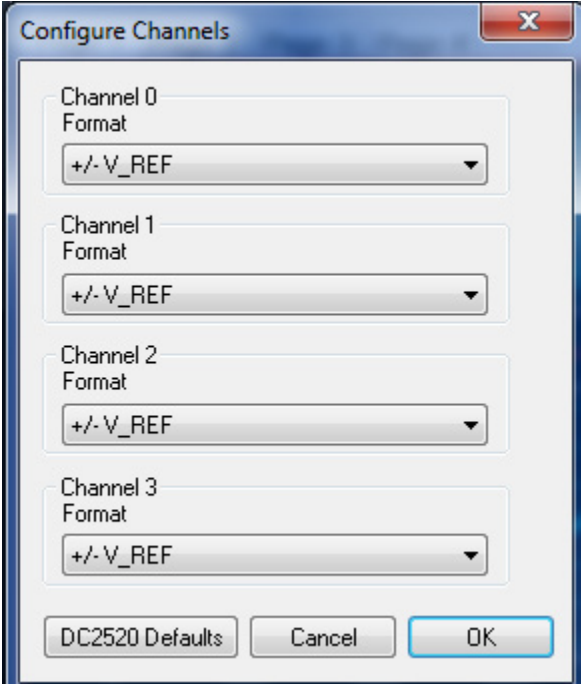 Configure Channels
Channel 0
Format
+/- V_REF
Channel 1
Format
+/- V_REF
Channel 2
Format
+/- V_REF
Channel 3
Format
+/- V_REF
DC2520 Defaults Cancel OK